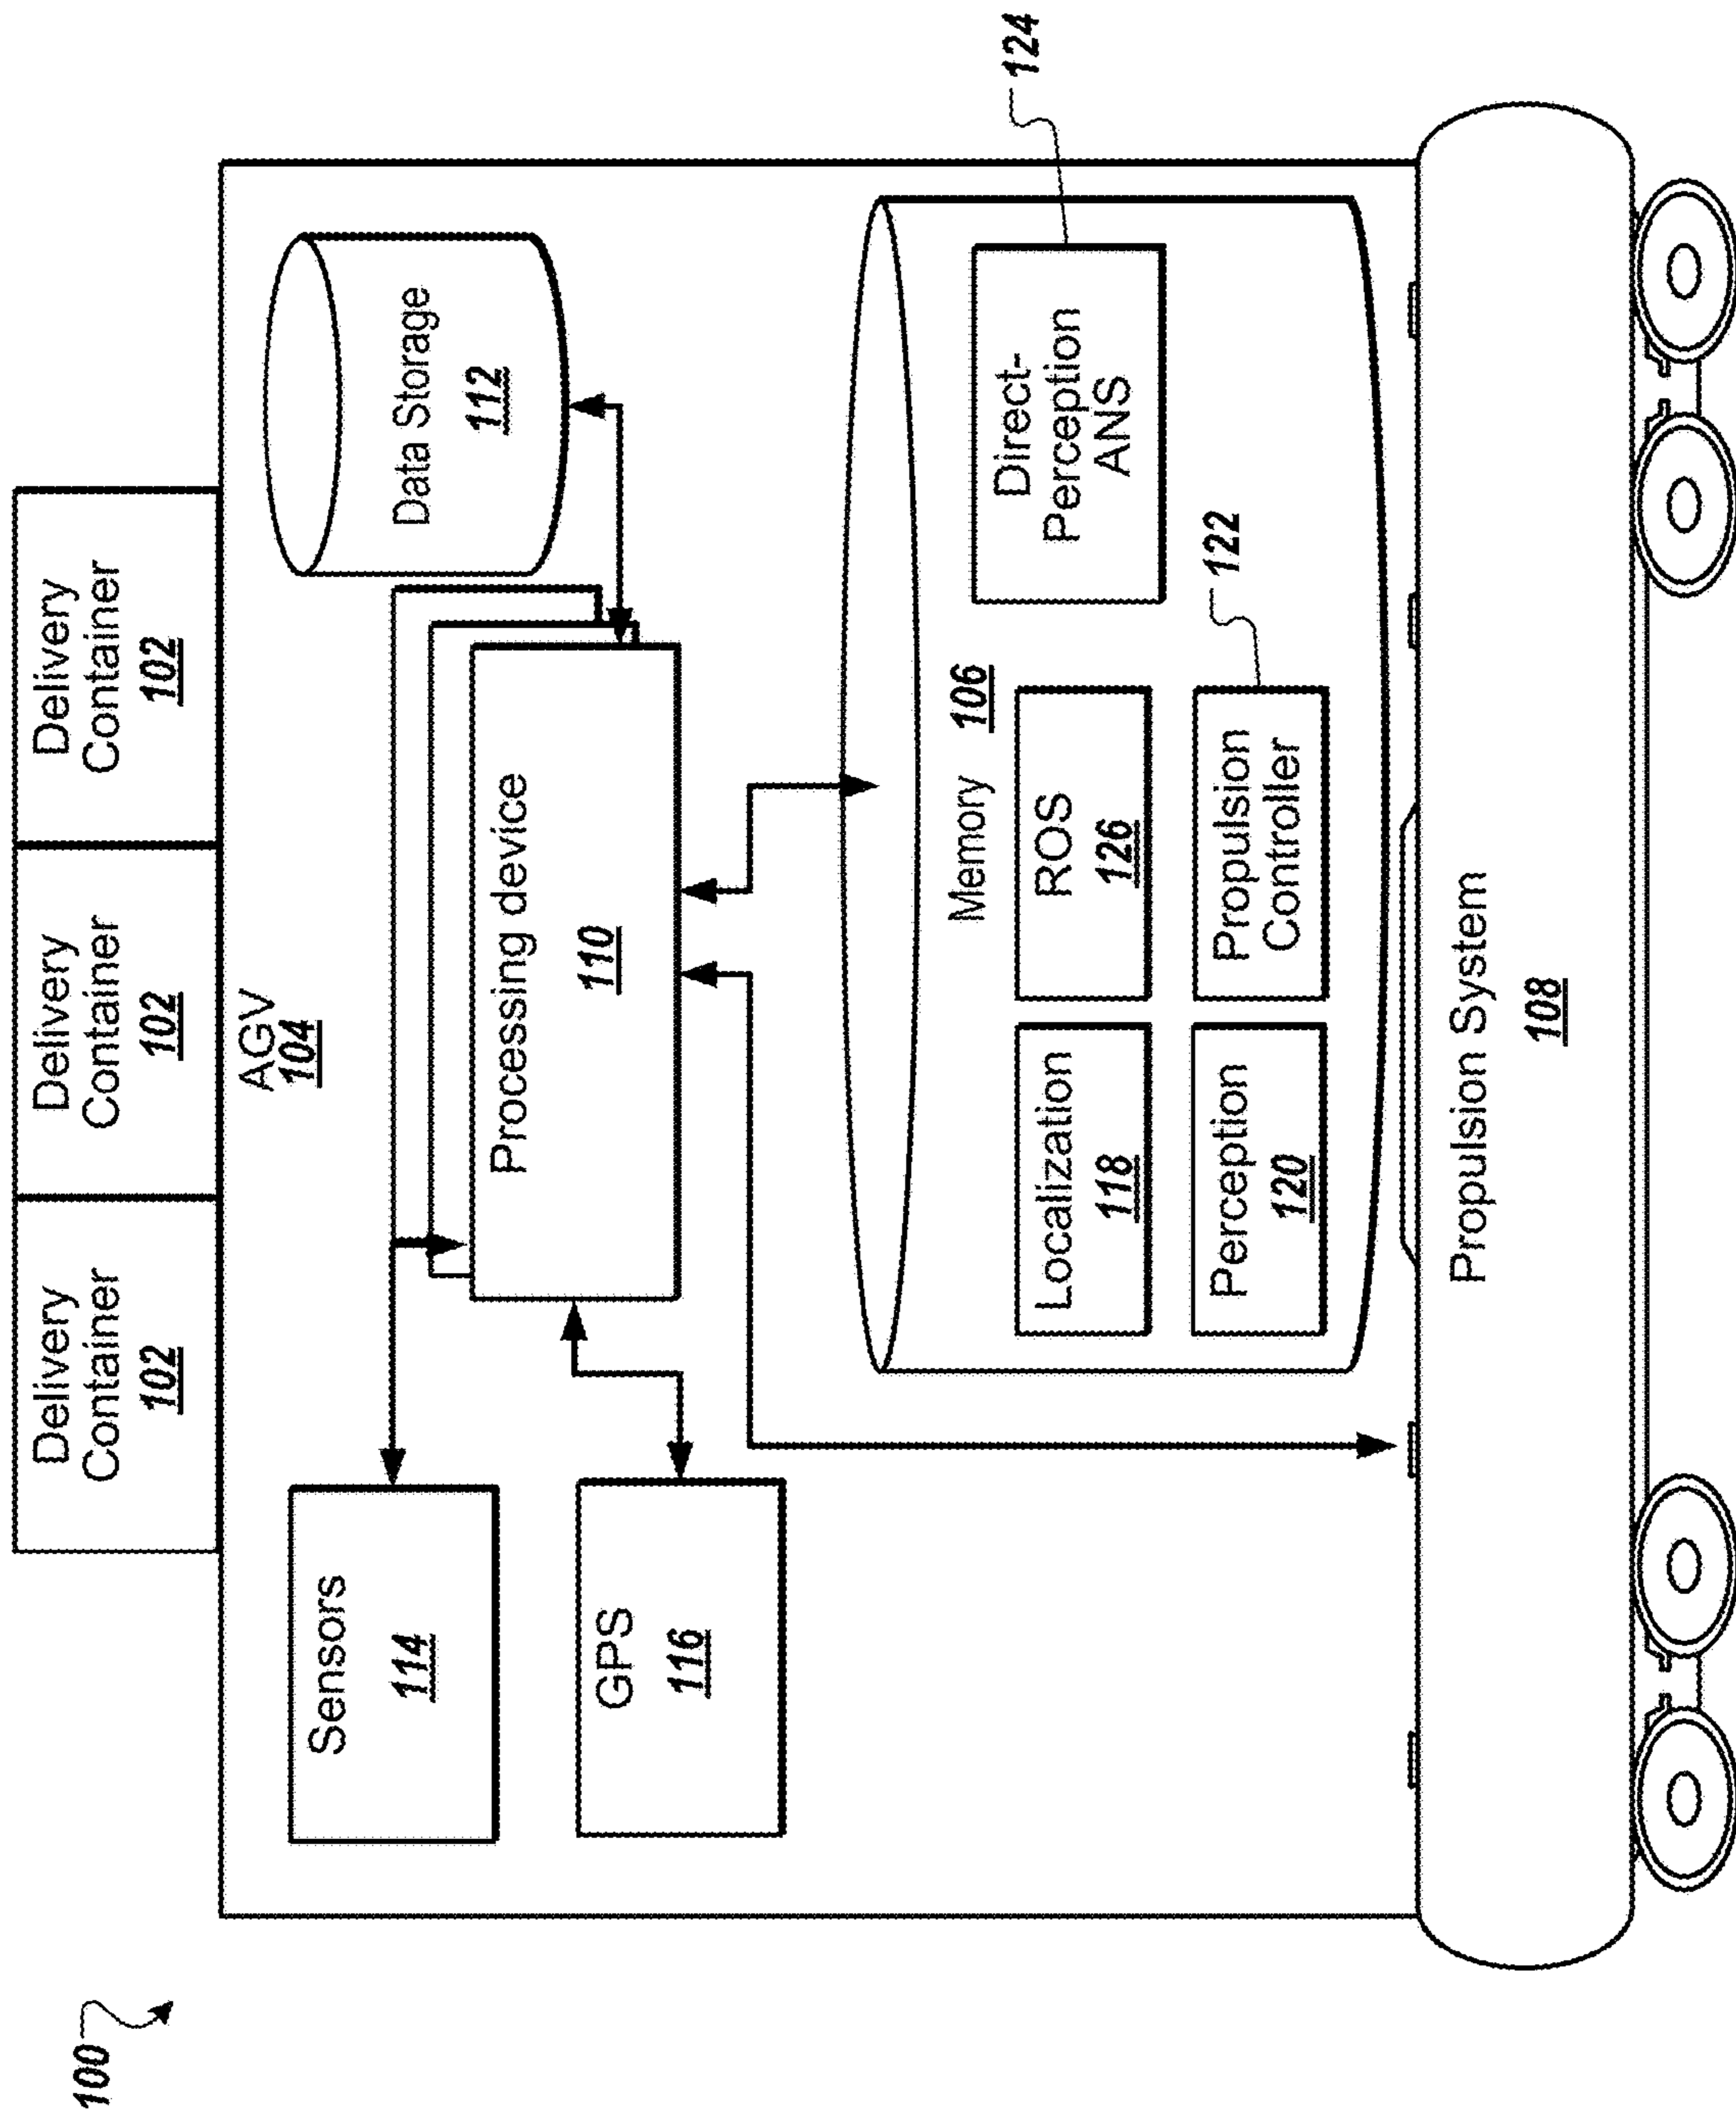 100
Delivery
Container
102
Delivery
Container
102
Delivery
Container
102
AGV
104
Sensors
114
GPS
116
Processing device
110
Data Storage
112
Memory
106
Localization
118
ROS
126
Perception
120
Propulsion
Controller
122
Direct-
Perception
ANS
124
Propulsion System
108